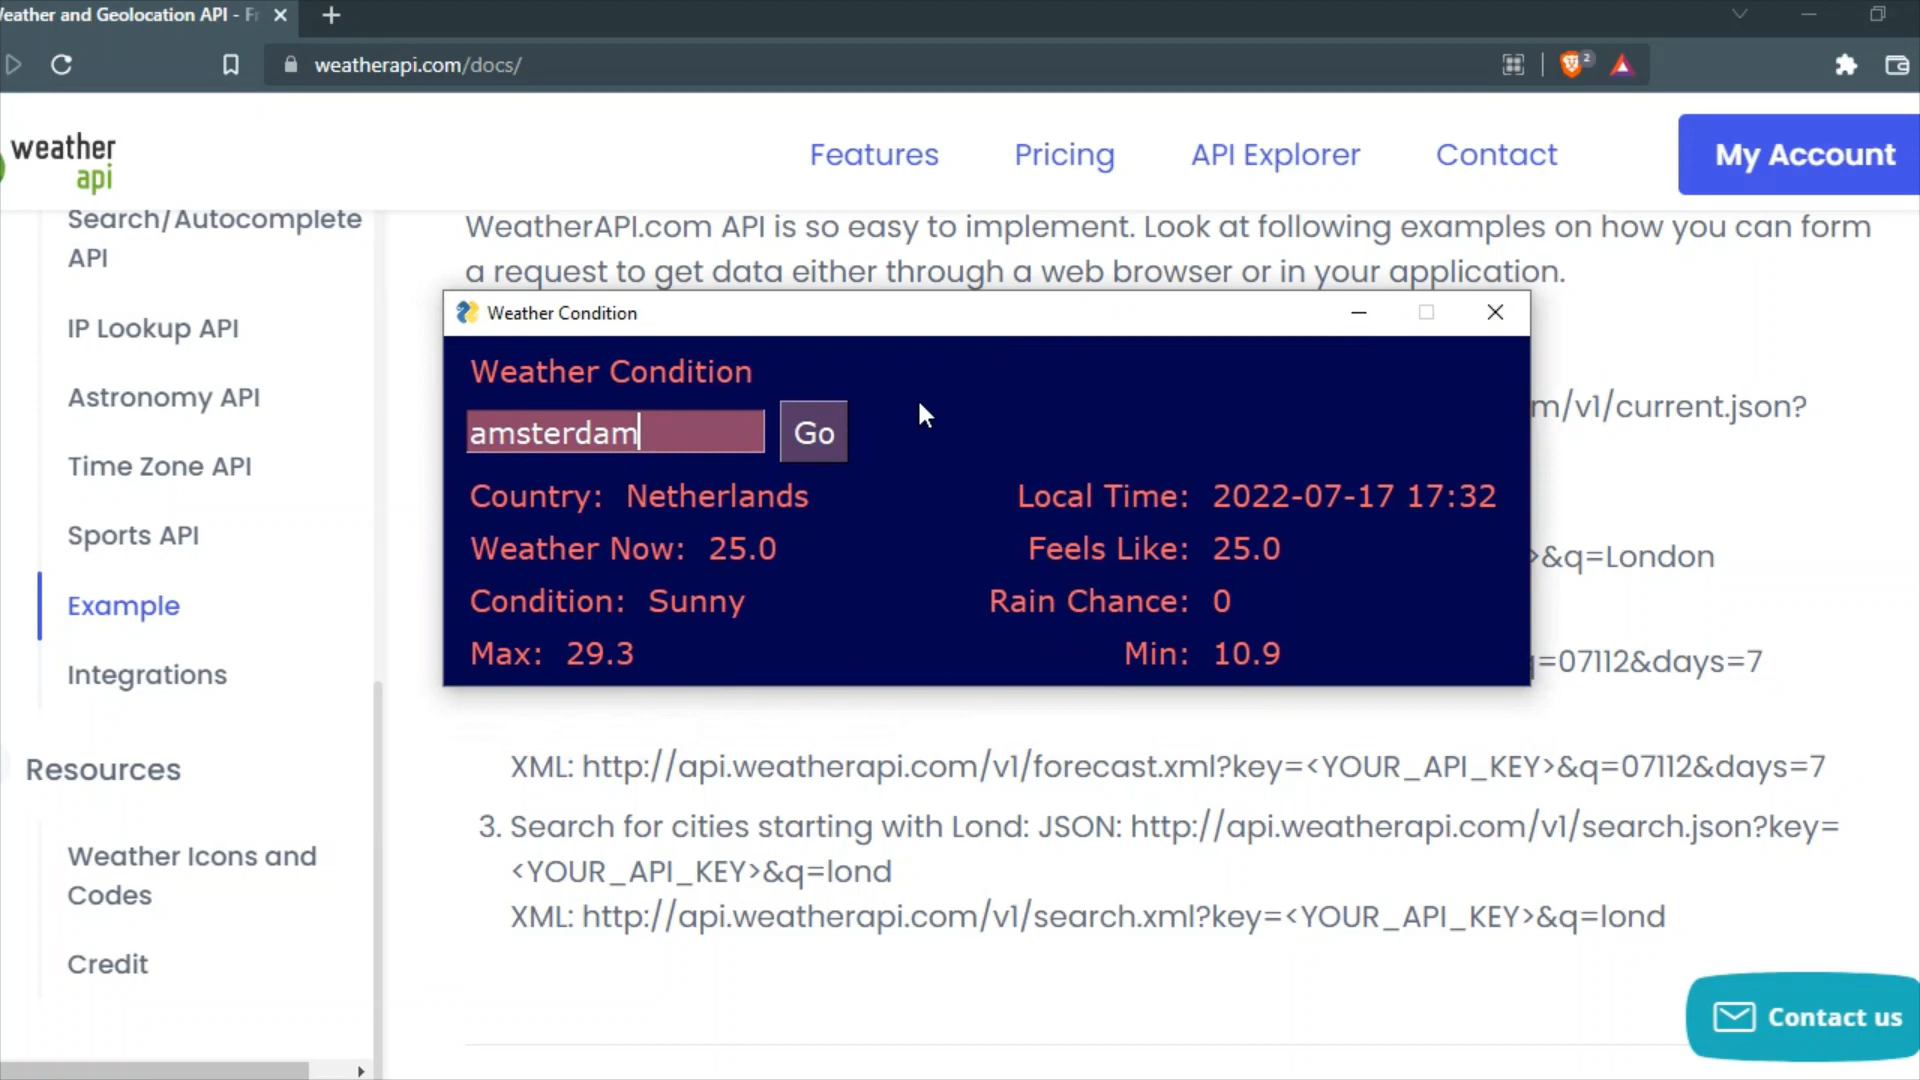 eather and Geolocation API - Fr
weatherapi.com/docs/
2
weather
api
Features
Pricing
API Explorer
Contact
My Account
Search/Autocomplete
API
IP Lookup API
Astronomy API
Time Zone API
Sports API
Example
Integrations
Resources
Weather Icons and
Codes
Credit
WeatherAPI.com API is so easy to implement. Look at following examples on how you can form
a request to get data either through a web browser or in your application.
Weather Condition
Weather Condition
amsterdam
Go
Country: Netherlands
Local Time: 2022-07-17 17:32
Weather Now: 25.0
Feels Like: 25.0
Condition: Sunny
Rain Chance: 0
Max: 29.3
Min: 10.9
m/v1/current.json?
>&q=London
=07112&days=7
XML: http://api.weatherapi.com/v1/forecast.xml?key=<YOUR_API_KEY>&q=07112&days=7
3. Search for cities starting with Lond: JSON: http://api.weatherapi.com/v1/search.json?key=
<YOUR_API_KEY>&q=lond
XML: http://api.weatherapi.com/v1/search.xml?key=<YOUR_API_KEY>&q=lond
Contact us